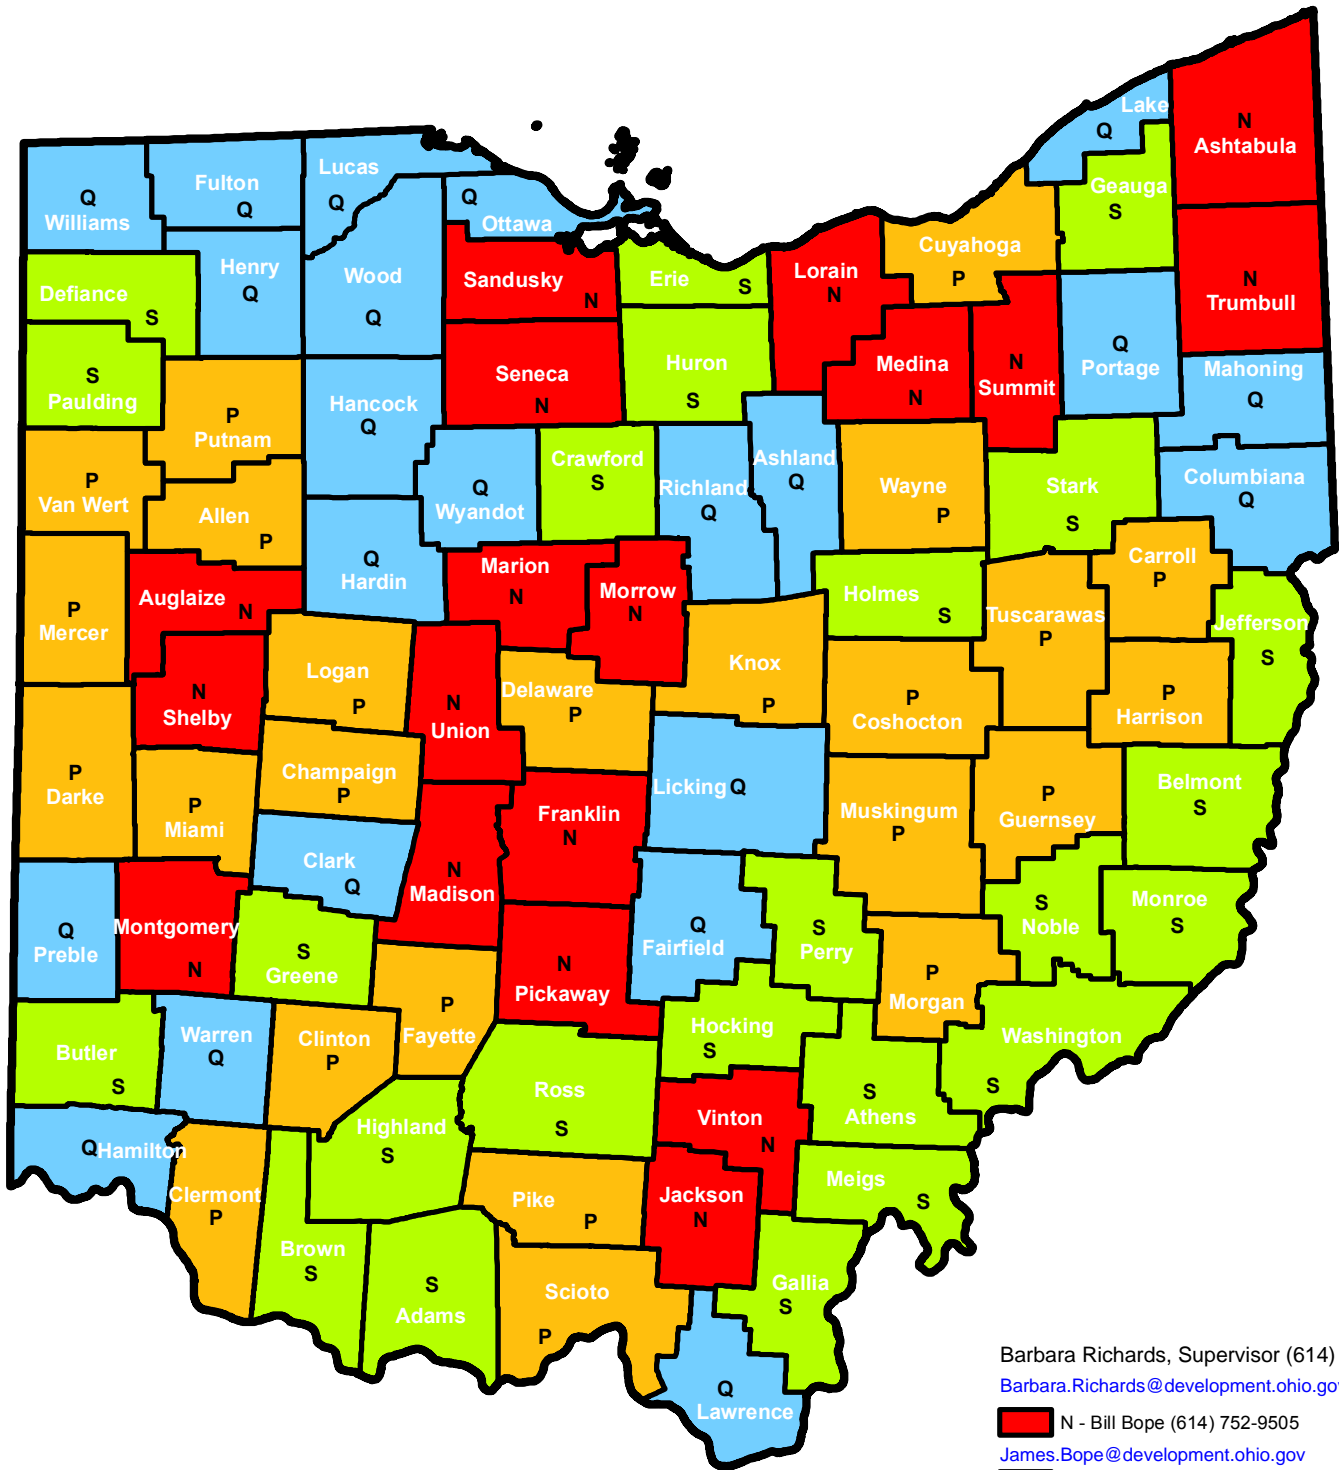 Lake
Q
N
Ashtabula
Lucas
Q
Fulton
Q
Q
Williams
Q
Ottawa
Geauga
S
Cuyahoga
P
Henry
Q
Wood
Q
Sandusky
N
Erie
S
Lorain
N
N
Trumbull
Defiance
S
Q
Portage
Mahoning
Q
Seneca
N
Huron
S
Medina
N
N
Summit
S
Paulding
P
Putnam
Hancock
Q
Crawford
S
Ashland
Q
Richland
Q
Wayne
P
Stark
S
Columbiana
Q
P
Van Wert
Q
Wyandot
Allen
P
Q
Hardin
Marion
N
Morrow
N
Carroll
P
Auglaize
N
Holmes
S
Tuscarawas
P
Jefferson
S
P
Mercer
Logan
P
Knox
P
Delaware
P
N
Shelby
N
Union
P
Coshocton
P
Harrison
P
Darke
P
Miami
Champaign
P
Licking
Q
Muskingum
P
P
Guernsey
Belmont
S
Franklin
N
Clark
Q
N
Madison
S
Noble
Monroe
S
Q
Preble
Montgomery
N
S
Greene
Q
Fairfield
S
Perry
N
Pickaway
P
Morgan
P
Fayette
Hocking
S
Washington
S
Butler
S
Warren
Q
Clinton
P
Ross
S
S
Athens
Vinton
N
Highland
S
Q
Hamilton
Clermont
P
Pike
P
Jackson
N
Meigs
S
Brown
S
S
Adams
Scioto
P
Gallia
S
Q
Lawrence
Barbara Richards, Supervisor (614)
Barbara.Richards@development.ohio.go
N - Bill Bope (614) 752-9505
James.Bope@development.ohio.gov